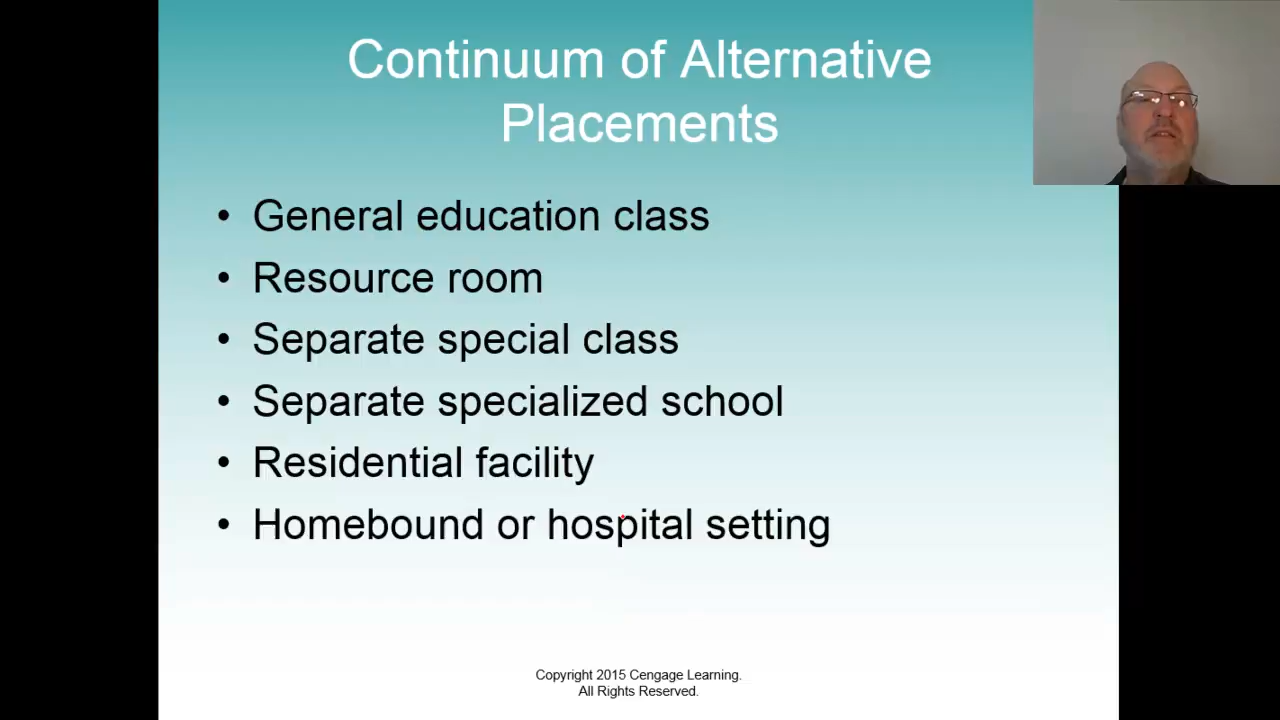 Continuum of Alternative
Placements
• General education class
• Resource room
• Separate special class
• Separate specialized school
• Residential facility
• Homebound or hospital setting
Copyright 2015 Cengage Learning.
All Rights Reserved.